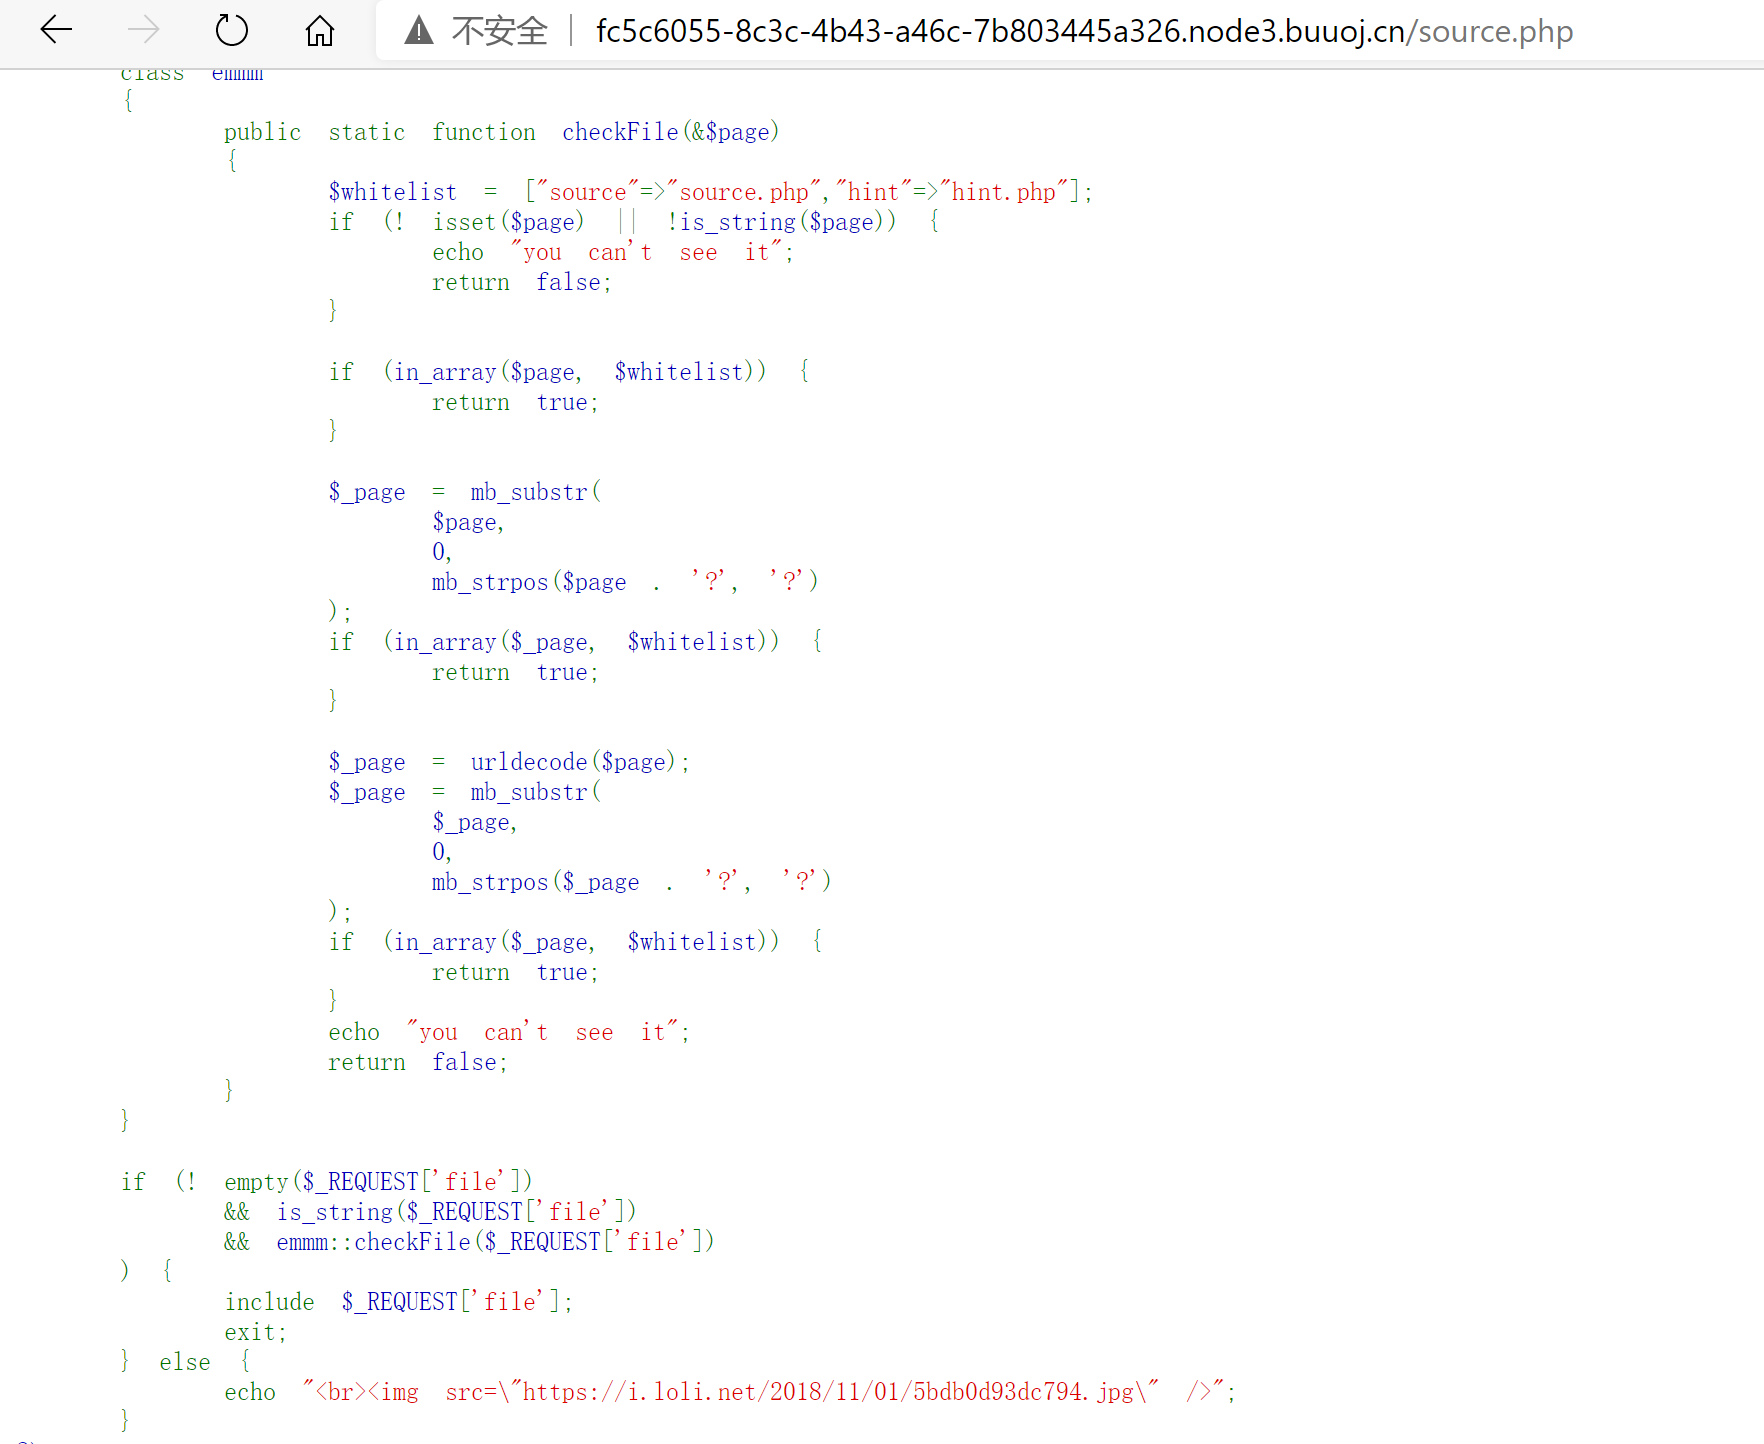 不安全 fc5c6055-8c3c-4b43-a46c-7b803445a326.node3.buuoj.cn/source.php
class emmm
{
public static function checkFile(&$page)
{
$whitelist = ["source"=>"source.php","hint"=>"hint.php"];
if (! isset($page) || !is_string($page)) {
echo "you can't see it";
return false;
}
if (in_array($page, $whitelist)) {
return true;
}
$_page = mb_substr(
$page,
0,
mb_strpos($page . '?', '?')
);
if (in_array($_page, $whitelist)) {
return true;
}
$_page = urldecode($page);
$_page = mb_substr(
$_page,
0,
mb_strpos($_page . '?', '?')
);
if (in_array($_page, $whitelist)) {
return true;
}
echo "you can't see it";
return false;
}
}
if (! empty($_REQUEST['file'])
&& is_string($_REQUEST['file'])
&& emmm::checkFile($_REQUEST['file'])
) {
include $_REQUEST['file'];
exit;
} else {
echo "<br><img src=\"https://i.loli.net/2018/11/01/5bdb0d93dc794.jpg\" />";
}